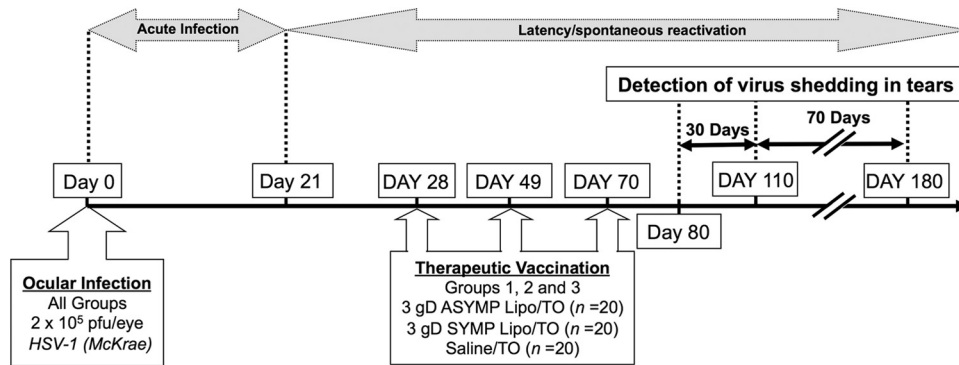 Acute Infection
Latency/spontaneous reactivation
Detection of virus shedding in tears
30 Days
70 Days
Day 0
Day 21
DAY 28
DAY 49
DAY 70
DAY 110
DAY 180
Day 80
Ocular Infection
All Groups
2 x 10⁵ pfu/eye
HSV-1 (McKrae)
Therapeutic Vaccination
Groups 1, 2 and 3
3 gD ASYMP Lipo/TO (n =20)
3 gD SYMP Lipo/TO (n =20)
Saline/TO (n =20)